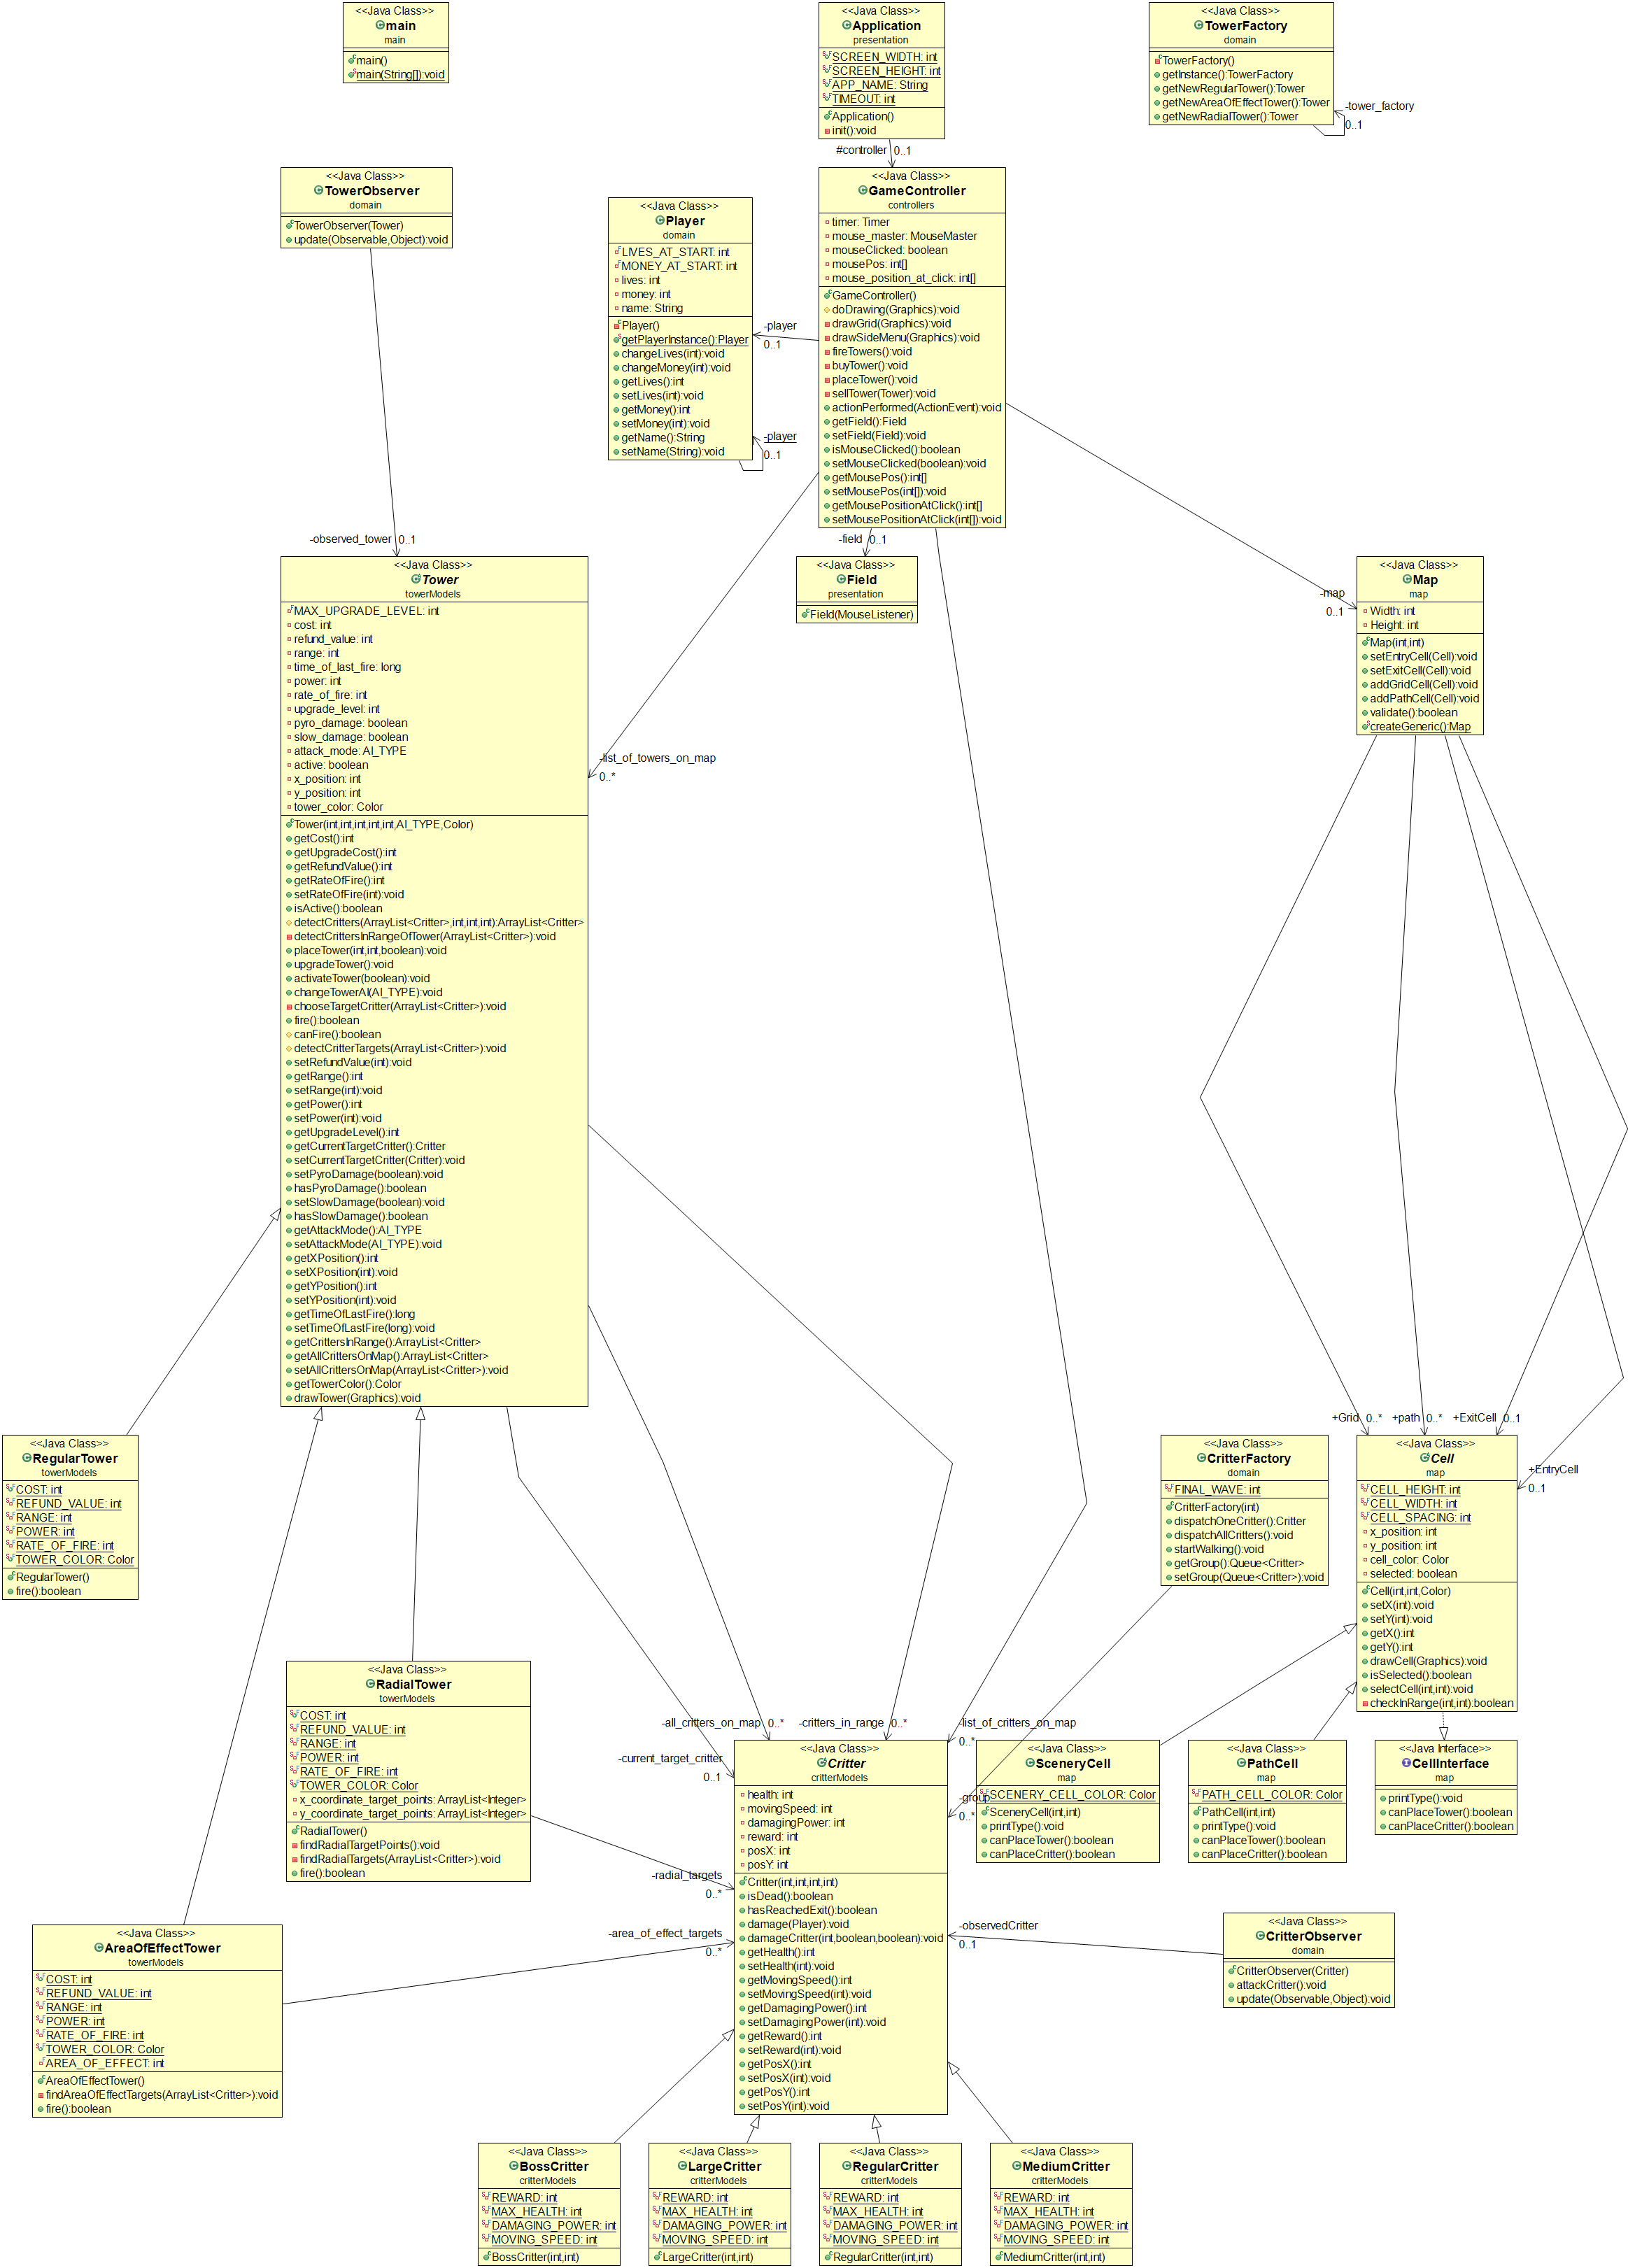 <<Java Class>>
main
main
main()
main(String[]):void
<<Java Class>>
Application
presentation
SCREEN_WIDTH: int
SCREEN_HEIGHT: int
APP_NAME: String
TIMEOUT: int
Application()
init():void
<<Java Class>>
TowerFactory
domain
TowerFactory()
getInstance():TowerFactory
getNewRegularTower():Tower
getNewAreaOfEffectTower():Tower
getNewRadialTower():Tower
-tower_factory
0..1
#controller 0..1
<<Java Class>>
TowerObserver
domain
TowerObserver(Tower)
update(Observable,Object):void
<<Java Class>>
Player
domain
LIVES_AT_START: int
MONEY_AT_START: int
lives: int
money: int
name: String
Player()
getPlayerInstance():Player
changeLives(int):void
changeMoney(int):void
getLives():int
setLives(int):void
getMoney():int
setMoney(int):void
getName():String
setName(String):void
-player
0..1
-player
0..1
<<Java Class>>
GameController
controllers
timer: Timer
mouse_master: MouseMaster
mouseClicked: boolean
mousePos: int[]
mouse_position_at_click: int[]
GameController()
doDrawing(Graphics):void
drawGrid(Graphics):void
drawSideMenu(Graphics):void
fireTowers():void
buyTower():void
placeTower():void
sellTower(Tower):void
actionPerformed(ActionEvent):void
getField():Field
setField(Field):void
isMouseClicked():boolean
setMouseClicked(boolean):void
getMousePos():int[]
setMousePos(int[]):void
getMousePositionAtClick():int[]
setMousePositionAtClick(int[]):void
-observed_tower 0..1
-field 0..1
<<Java Class>>
Field
presentation
Field(MouseListener)
-map
0..1
<<Java Class>>
Map
map
Width: int
Height: int
Map(int,int)
setEntryCell(Cell):void
setExitCell(Cell):void
addGridCell(Cell):void
addPathCell(Cell):void
validate():boolean
createGeneric():Map
<<Java Class>>
Tower
towerModels
MAX_UPGRADE_LEVEL: int
cost: int
refund_value: int
range: int
time_of_last_fire: long
power: int
rate_of_fire: int
upgrade_level: int
pyro_damage: boolean
slow_damage: boolean
attack_mode: AI_TYPE
active: boolean
x_position: int
y_position: int
tower_color: Color
Tower(int,int,int,int,int,AI_TYPE,Color)
getCost():int
getUpgradeCost():int
getRefundValue():int
getRateOfFire():int
setRateOfFire(int):void
isActive():boolean
detectCritters(ArrayList<Critter>,int,int,int):ArrayList<Critter>
detectCrittersInRangeOfTower(ArrayList<Critter>):void
placeTower(int,int,boolean):void
upgradeTower():void
activateTower(boolean):void
changeTowerAI(AI_TYPE):void
chooseTargetCritter(ArrayList<Critter>):void
fire():boolean
canFire():boolean
detectCritterTargets(ArrayList<Critter>):void
setRefundValue(int):void
getRange():int
setRange(int):void
getPower():int
setPower(int):void
getUpgradeLevel():int
getCurrentTargetCritter():Critter
setCurrentTargetCritter(Critter):void
setPyroDamage(boolean):void
hasPyroDamage():boolean
setSlowDamage(boolean):void
hasSlowDamage():boolean
getAttackMode():AI_TYPE
setAttackMode(AI_TYPE):void
getXPosition():int
setXPosition(int):void
getYPosition():int
setYPosition(int):void
getTimeOfLastFire():long
setTimeOfLastFire(long):void
getCrittersInRange():ArrayList<Critter>
getAllCrittersOnMap():ArrayList<Critter>
setAllCrittersOnMap(ArrayList<Critter>):void
getTowerColor():Color
drawTower(Graphics):void
-list_of_towers_on_map
0..*
+Grid 0..*
+path 0..*
+ExitCell 0..1
+EntryCell
0..1
<<Java Class>>
RegularTower
towerModels
COST: int
REFUND_VALUE: int
RANGE: int
POWER: int
RATE_OF_FIRE: int
TOWER_COLOR: Color
RegularTower()
fire():boolean
<<Java Class>>
CritterFactory
domain
FINAL_WAVE: int
CritterFactory(int)
dispatchOneCritter():Critter
dispatchAllCritters():void
startWalking():void
getGroup():Queue<Critter>
setGroup(Queue<Critter>):void
<<Java Class>>
Cell
map
CELL_HEIGHT: int
CELL_WIDTH: int
CELL_SPACING: int
x_position: int
y_position: int
cell_color: Color
selected: boolean
Cell(int,int,Color)
setX(int):void
setY(int):void
getX():int
getY():int
drawCell(Graphics):void
isSelected():boolean
selectCell(int,int):void
checkInRange(int,int):boolean
<<Java Class>>
RadialTower
towerModels
COST: int
REFUND_VALUE: int
RANGE: int
POWER: int
RATE_OF_FIRE: int
TOWER_COLOR: Color
x_coordinate_target_points: ArrayList<Integer>
y_coordinate_target_points: ArrayList<Integer>
RadialTower()
findRadialTargetPoints():void
findRadialTargets(ArrayList<Critter>):void
fire():boolean
-all_critters_on_map 0..*
-critters_in_range 0..*
-list_of_critters_on_map
0..*
-current_target_critter
0..1
-group
0..*
-radial_targets
0..*
-area_of_effect_targets
0..*
-observedCritter
0..1
<<Java Class>>
Critter
critterModels
health: int
movingSpeed: int
damagingPower: int
reward: int
posX: int
posY: int
Critter(int,int,int,int)
isDead():boolean
hasReachedExit():boolean
damage(Player):void
damageCritter(int,boolean,boolean):void
getHealth():int
setHealth(int):void
getMovingSpeed():int
setMovingSpeed(int):void
getDamagingPower():int
setDamagingPower(int):void
getReward():int
setReward(int):void
getPosX():int
setPosX(int):void
getPosY():int
setPosY(int):void
<<Java Class>>
SceneryCell
map
SCENERY_CELL_COLOR: Color
SceneryCell(int,int)
printType():void
canPlaceTower():boolean
canPlaceCritter():boolean
<<Java Class>>
PathCell
map
PATH_CELL_COLOR: Color
PathCell(int,int)
printType():void
canPlaceTower():boolean
canPlaceCritter():boolean
<<Java Interface>>
CellInterface
map
printType():void
canPlaceTower():boolean
canPlaceCritter():boolean
<<Java Class>>
AreaOfEffectTower
towerModels
COST: int
REFUND_VALUE: int
RANGE: int
POWER: int
RATE_OF_FIRE: int
TOWER_COLOR: Color
AREA_OF_EFFECT: int
AreaOfEffectTower()
findAreaOfEffectTargets(ArrayList<Critter>):void
fire():boolean
<<Java Class>>
CritterObserver
domain
CritterObserver(Critter)
attackCritter():void
update(Observable,Object):void
<<Java Class>>
BossCritter
critterModels
REWARD: int
MAX_HEALTH: int
DAMAGING_POWER: int
MOVING_SPEED: int
BossCritter(int,int)
<<Java Class>>
LargeCritter
critterModels
REWARD: int
MAX_HEALTH: int
DAMAGING_POWER: int
MOVING_SPEED: int
LargeCritter(int,int)
<<Java Class>>
RegularCritter
critterModels
REWARD: int
MAX_HEALTH: int
DAMAGING_POWER: int
MOVING_SPEED: int
RegularCritter(int,int)
<<Java Class>>
MediumCritter
critterModels
REWARD: int
MAX_HEALTH: int
DAMAGING_POWER: int
MOVING_SPEED: int
MediumCritter(int,int)